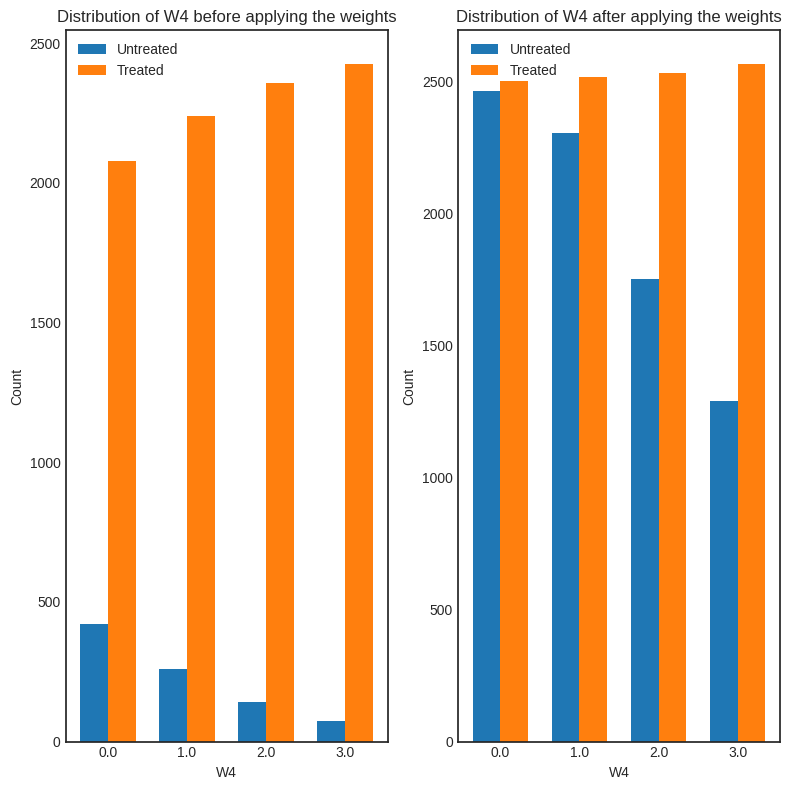 Distribution of W4 before applying the weights
Untreated
Treated
2500
2000
1500
1000
500
0
Count
0.0 1.0 2.0 3.0
W4
Distribution of W4 after applying the weights
Untreated
Treated
2500
2000
1500
1000
500
0
Count
0.0 1.0 2.0 3.0
W4